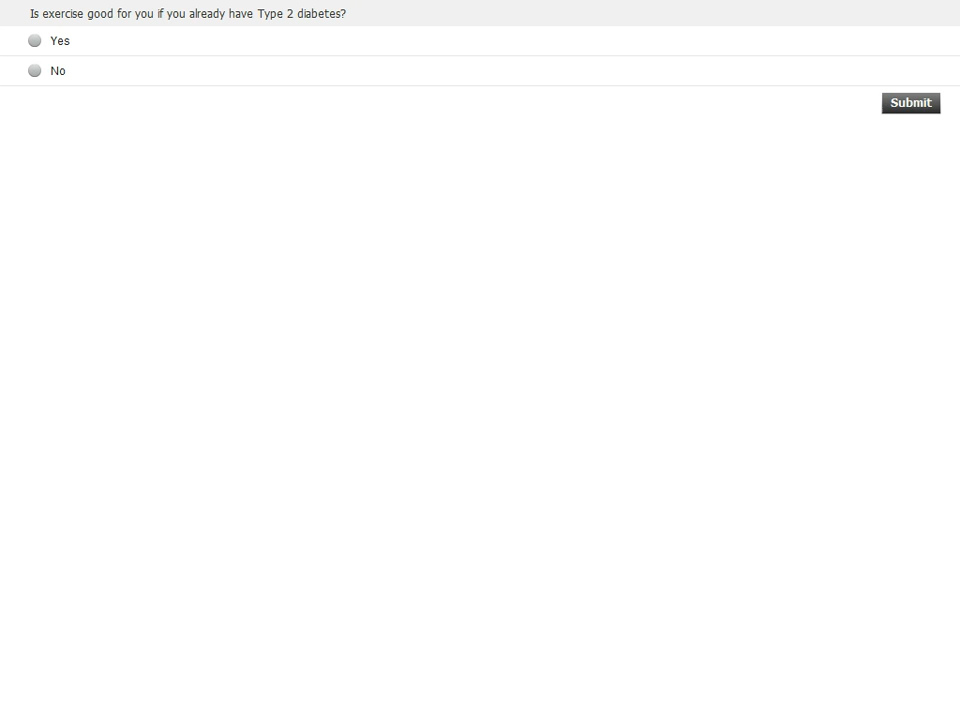 Is exercise good for you if you already have Type 2 diabetes?
Yes
No
Submit